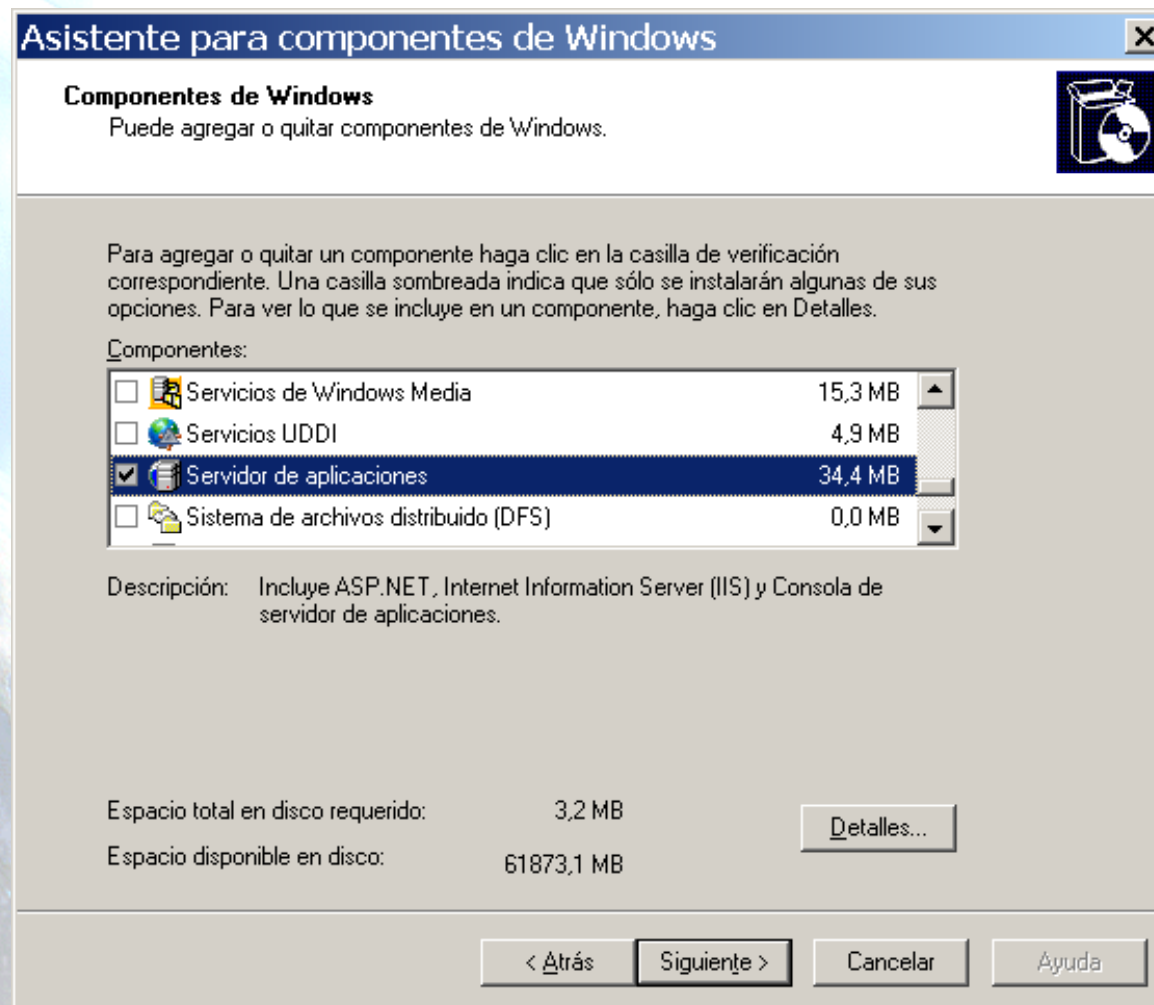 Asistente para componentes de Windows
Componentes de Windows
Puede agregar o quitar componentes de Windows.
Para agregar o quitar un componente haga clic en la casilla de verificación
correspondiente. Una casilla sombreada indica que sólo se instalarán algunas de sus
opciones. Para ver lo que se incluye en un componente, haga clic en Detalles.
Componentes:
Servicios de Windows Media 15,3 MB
Servicios UDDI 4,9 MB
Servidor de aplicaciones 34,4 MB
Sistema de archivos distribuido (DFS) 0,0 MB
Descripción: Incluye ASP.NET, Internet Information Server (IIS) y Consola de
servidor de aplicaciones.
Espacio total en disco requerido: 3,2 MB
Detalles...
Espacio disponible en disco: 61873,1 MB
< Atrás Siguiente > Cancelar Ayuda